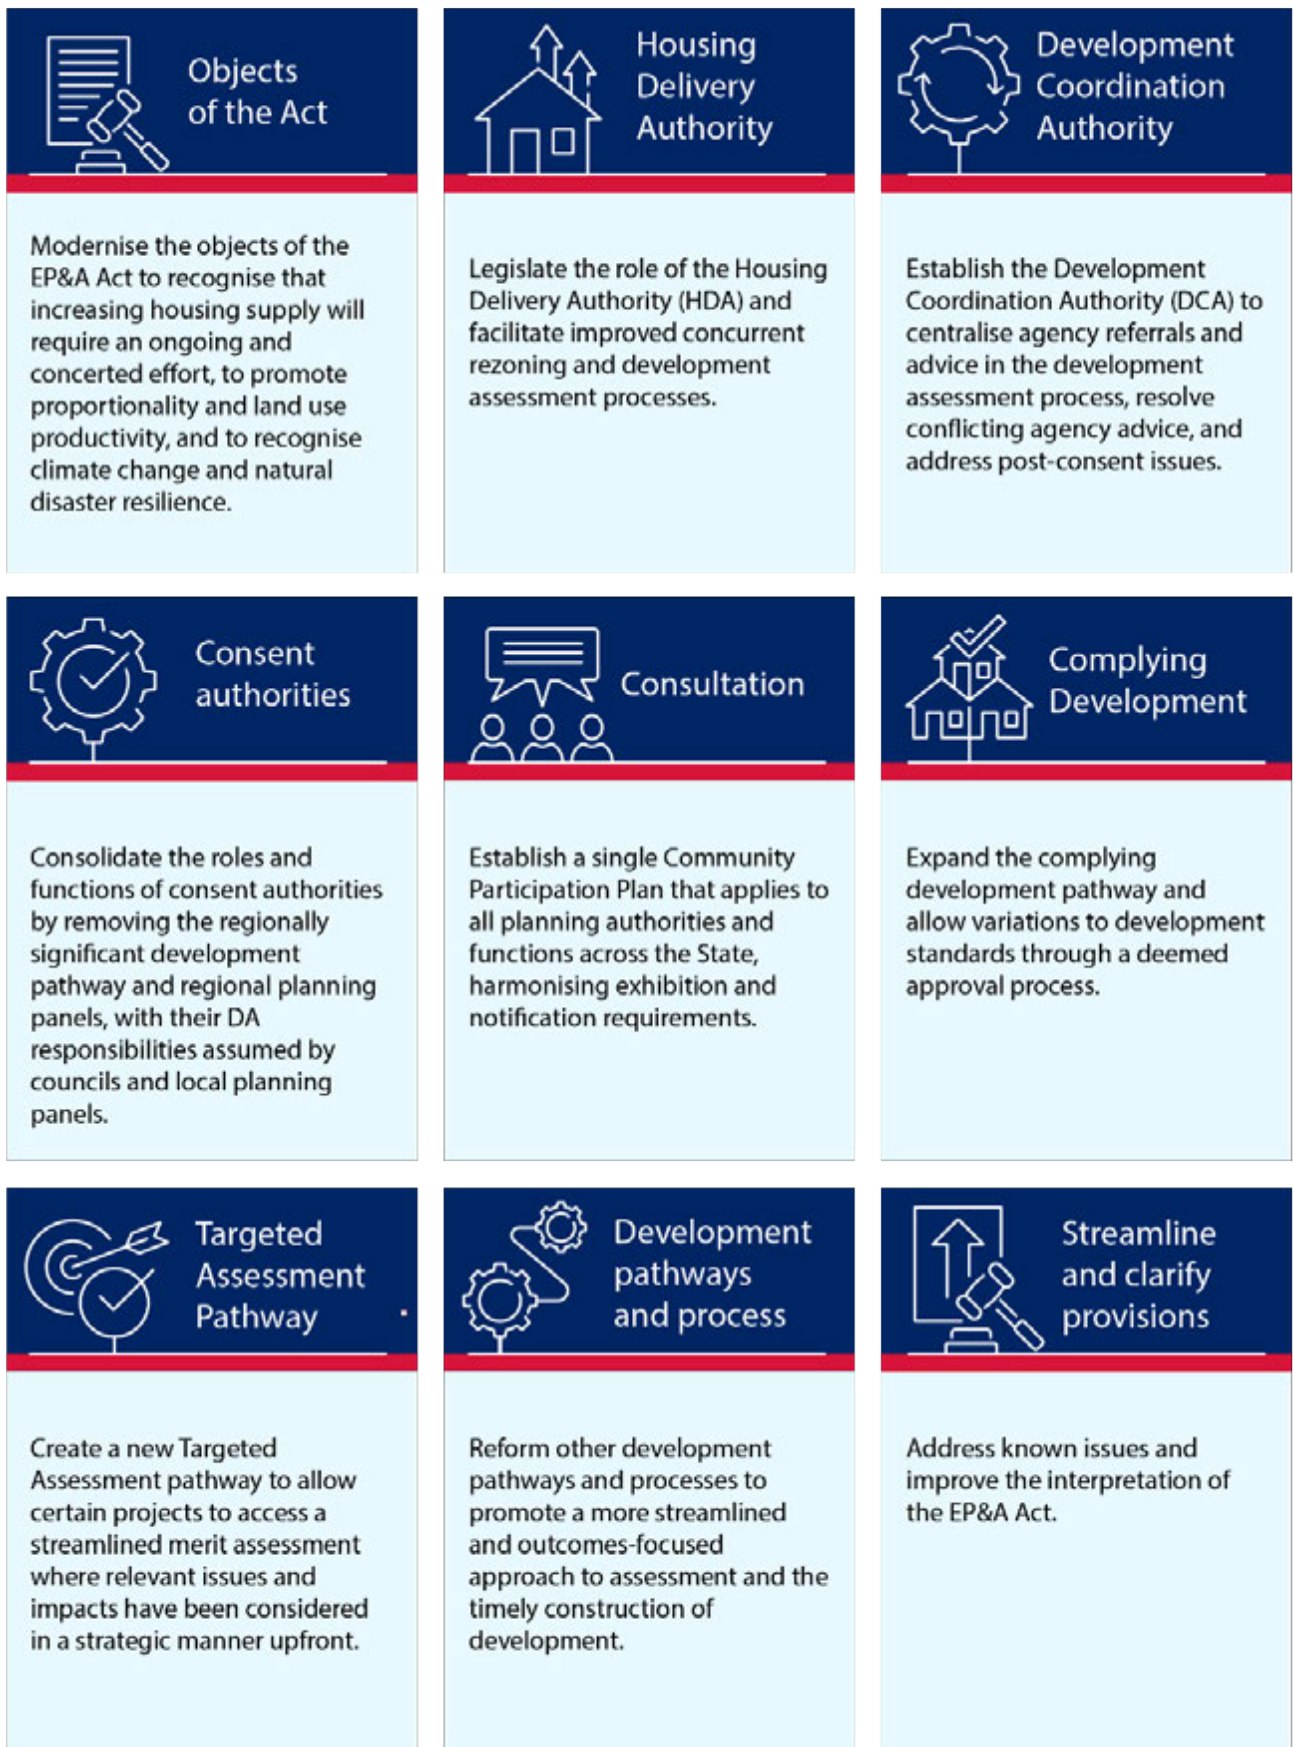 Objects
of the Act
Modernise the objects of the
EP&A Act to recognise that
increasing housing supply will
require an ongoing and
concerted effort, to promote
proportionality and land use
productivity, and to recognise
climate change and natural
disaster resilience.
Housing
Delivery
Authority
Legislate the role of the Housing
Delivery Authority (HDA) and
facilitate improved concurrent
rezoning and development
assessment processes.
Development
Coordination
Authority
Establish the Development
Coordination Authority (DCA) to
centralise agency referrals and
advice in the development
assessment process, resolve
conflicting agency advice, and
address post-consent issues.
Consent
authorities
Consolidate the roles and
functions of consent authorities
by removing the regionally
significant development
pathway and regional planning
panels, with their DA
responsibilities assumed by
councils and local planning
panels.
Consultation
Establish a single Community
Participation Plan that applies to
all planning authorities and
functions across the State,
harmonising exhibition and
notification requirements.
Complying
Development
Expand the complying
development pathway and
allow variations to development
standards through a deemed
approval process.
Targeted
Assessment
Pathway
Create a new Targeted
Assessment pathway to allow
certain projects to access a
streamlined merit assessment
where relevant issues and
impacts have been considered
in a strategic manner upfront.
Development
pathways
and process
Reform other development
pathways and processes to
promote a more streamlined
and outcomes-focused
approach to assessment and the
timely construction of
development.
Streamline
and clarify
provisions
Address known issues and
improve the interpretation of
the EP&A Act.